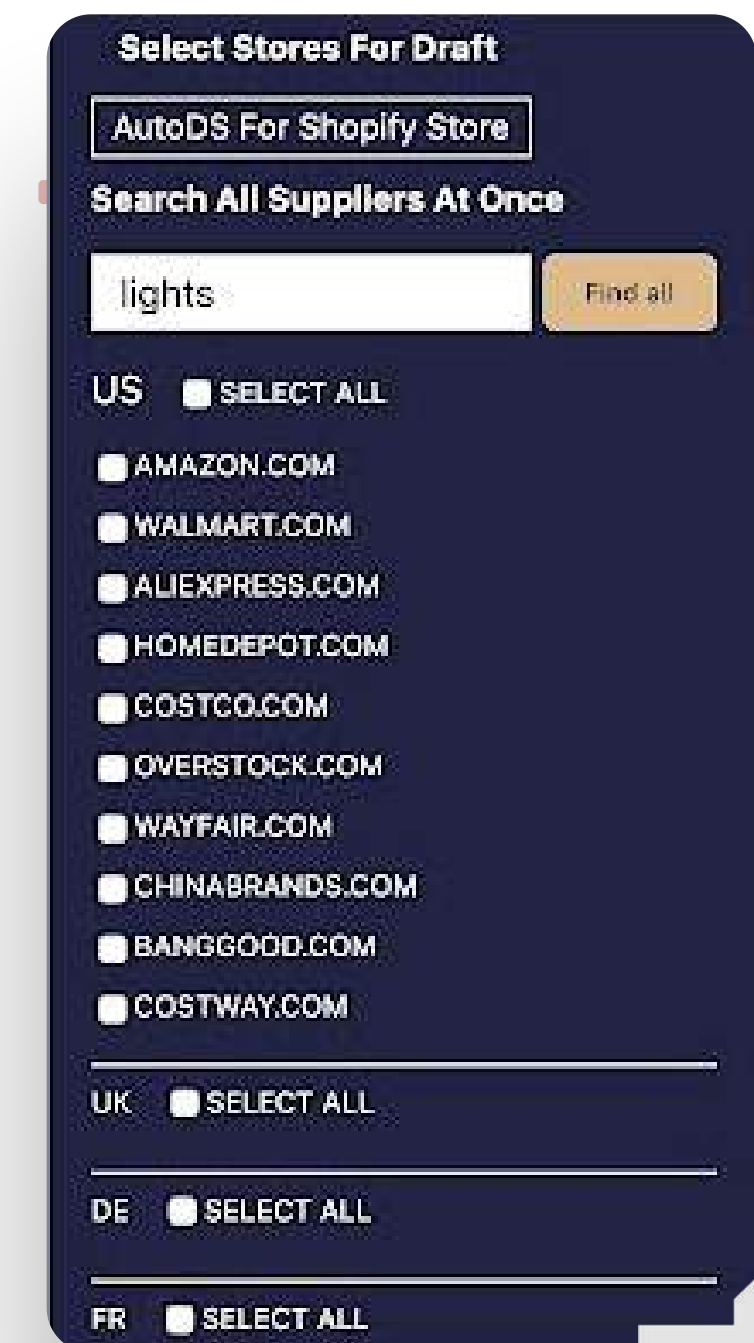 Select Stores For Draft
AutoDS For Shopify Store
Search All Suppliers At Once
lights Find all
US SELECT ALL
AMAZON.COM
WALMART.COM
ALIEXPRESS.COM
HOMEDEPOT.COM
COSTCO.COM
OVERSTOCK.COM
WAYFAIR.COM
CHINABRANDS.COM
BANGGOOD.COM
COSTWAY.COM
UK SELECT ALL
DE SELECT ALL
FR SELECT ALL